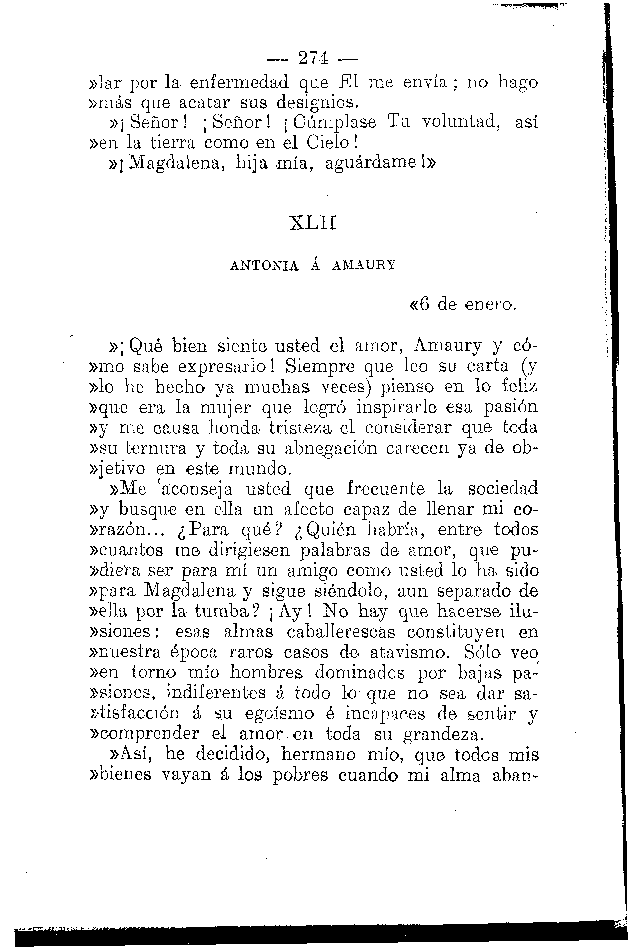 — 274 —
»lar por la enfermedad que Él me envía; no hago
»más que acatar sus designios.
»¡Señor! ¡Señor! ¡Cúmplase Tu voluntad, así
»en la tierra como en el Cielo!
»¡Magdalena, hija mía, aguárdame!»
XLII
ANTONIA Á AMAURY
«6 de enero.
»¡Qué bien siente usted el amor, Amaury y có-
»mo sabe expresarlo! Siempre que leo su carta (y
»lo he hecho ya muchas veces) pienso en lo feliz
»que era la mujer que logró inspirarle esa pasión
»y me causa honda tristeza el considerar que toda
»su ternura y toda su abnegación carecen ya de ob-
»jetivo en este mundo.
»Me aconseja usted que frecuente la sociedad
»y busque en ella un afecto capaz de llenar mi co-
»razón... ¿Para qué? ¿Quién habría, entre todos
»cuantos me dirigiesen palabras de amor, que pu-
»diera ser para mí un amigo como usted lo ha sido
»para Magdalena y sigue siéndolo, aun separado de
»ella por la tumba? ¡Ay! No hay que hacerse ilu-
»siones: esas almas caballerescas constituyen en
»nuestra época raros casos de atavismo. Sólo veo
»en torno mío hombres dominados por bajas pa-
»siones, indiferentes á todo lo que no sea dar sa-
»tisfacción á su egoísmo é incapaces de sentir y
»comprender el amor en toda su grandeza.
»Así, he decidido, hermano mío, que todos mis
»bienes vayan á los pobres cuando mi alma aban-